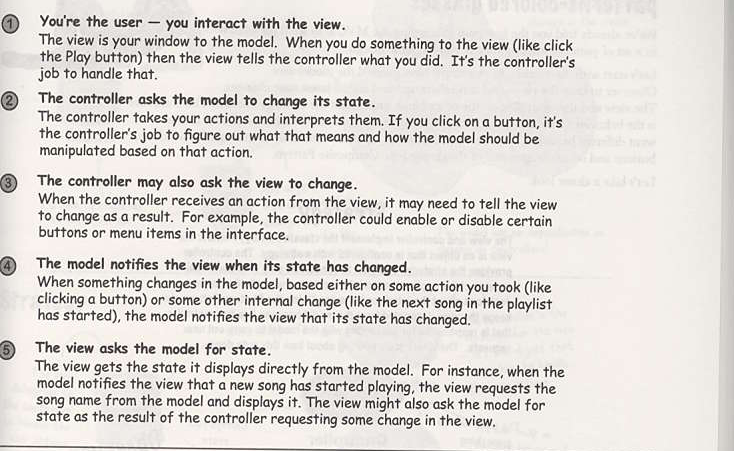 1 You're the user — you interact with the view.
The view is your window to the model. When you do something to the view (like click
the Play button) then the view tells the controller what you did. It's the controller's
job to handle that.
2 The controller asks the model to change its state.
The controller takes your actions and interprets them. If you click on a button, it's
the controller's job to figure out what that means and how the model should be
manipulated based on that action.
3 The controller may also ask the view to change.
When the controller receives an action from the view, it may need to tell the view
to change as a result. For example, the controller could enable or disable certain
buttons or menu items in the interface.
4 The model notifies the view when its state has changed.
When something changes in the model, based either on some action you took (like
clicking a button) or some other internal change (like the next song in the playlist
has started), the model notifies the view that its state has changed.
5 The view asks the model for state.
The view gets the state it displays directly from the model. For instance, when the
model notifies the view that a new song has started playing, the view requests the
song name from the model and displays it. The view might also ask the model for
state as the result of the controller requesting some change in the view.